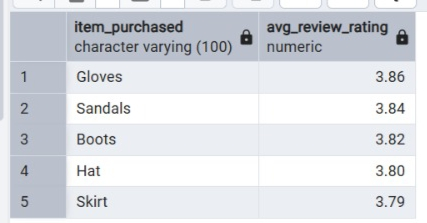 item_purchased avg_review_rating
character varying (100) numeric
1 Gloves 3.86
2 Sandals 3.84
3 Boots 3.82
4 Hat 3.80
5 Skirt 3.79